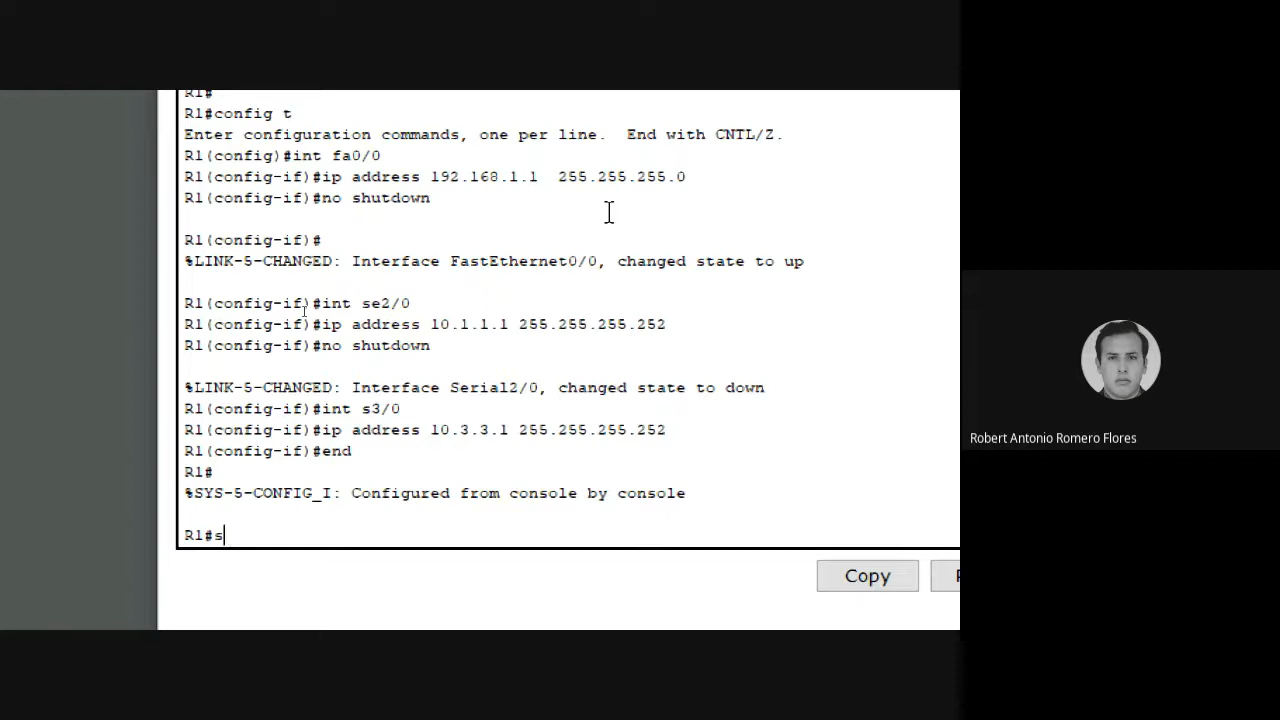 R1#
R1#config t
Enter configuration commands, one per line.  End with CNTL/Z.
R1(config)#int fa0/0
R1(config-if)#ip address 192.168.1.1  255.255.255.0
R1(config-if)#no shutdown
R1(config-if)#
%LINK-5-CHANGED: Interface FastEthernet0/0, changed state to up
R1(config-if)#int se2/0
R1(config-if)#ip address 10.1.1.1 255.255.255.252
R1(config-if)#no shutdown
%LINK-5-CHANGED: Interface Serial2/0, changed state to down
R1(config-if)#int s3/0
R1(config-if)#ip address 10.3.3.1 255.255.255.252
R1(config-if)#end
R1#
%SYS-5-CONFIG_I: Configured from console by console
R1#s
Copy
Robert Antonio Romero Flores